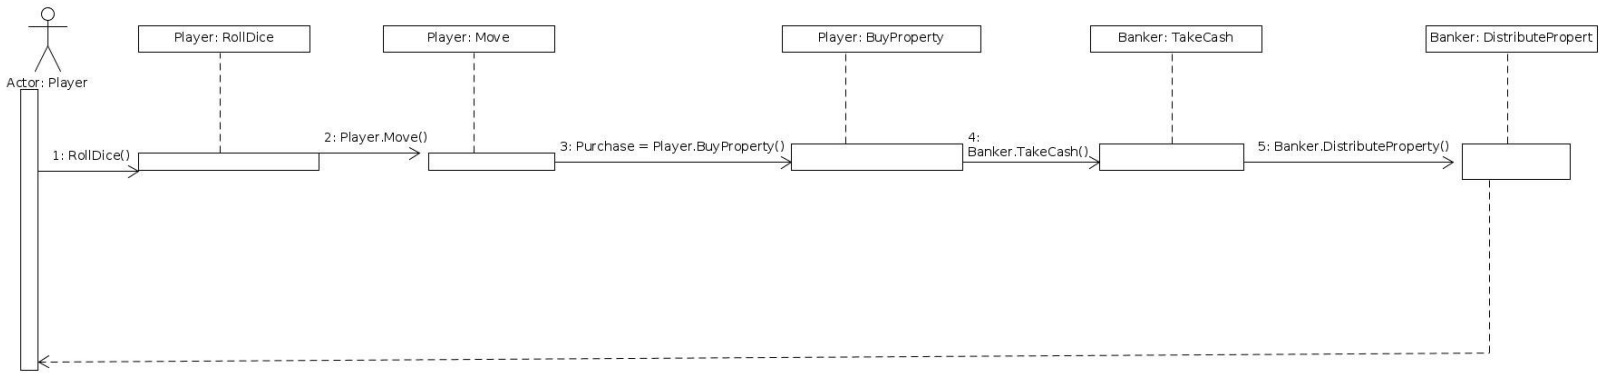 Player: RollDice
Player: Move
Player: BuyProperty
Banker: TakeCash
Banker: DistributePropert
Actor: Player
1: RollDice()
2: Player.Move()
3: Purchase = Player.BuyProperty()
4:
Banker.TakeCash()
5: Banker.DistributeProperty()